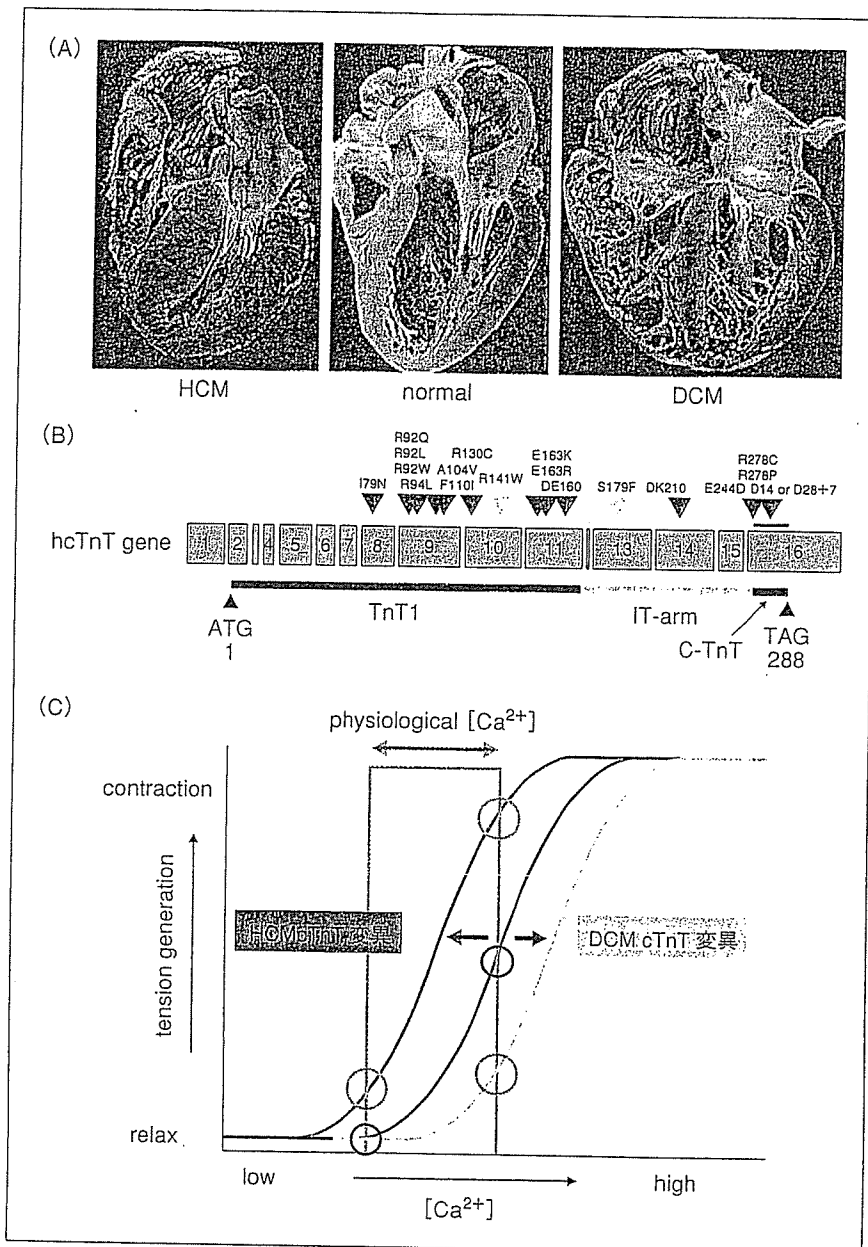 (A)
HCM
normal
DCM
(B)
R92Q
R92L
R92W
R94L
A104V
F110I
R130C
R141W
E163K
E163R
DE160
R278C
R278P
I79N
S179F
DK210
E244D
D14 or D28+7
hcTnT gene
1
2
4
5
6
7
8
9
10
11
13
14
15
16
TnT1
IT-arm
C-TnT
ATG
1
TAG
288
(C)
physiological [Ca²⁺]
contraction
tension generation
HCM cTnT 変異
DCM cTnT 変異
relax
low
high
[Ca²⁺]